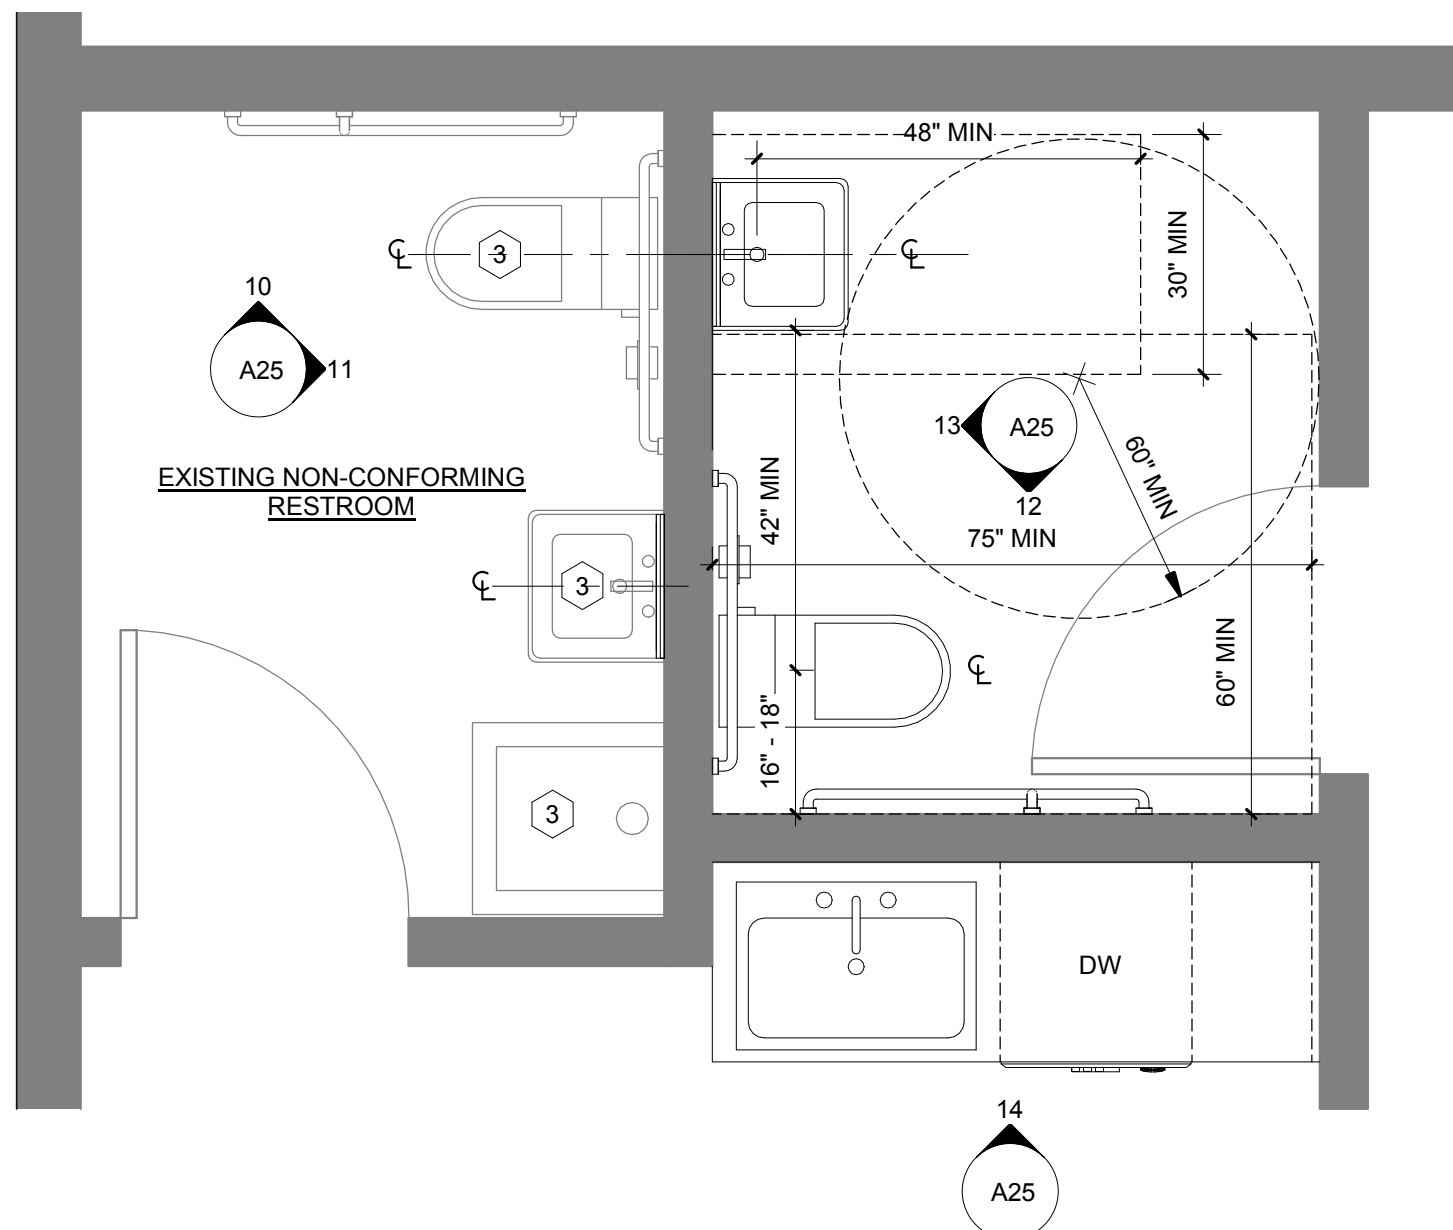 48" MIN
30" MIN
℄
3
℄
10
A25
11
13
A25
12
60" MIN
EXISTING NON-CONFORMING
RESTROOM
42" MIN
75" MIN
℄
3
60" MIN
℄
16" - 18"
3
DW
14
A25